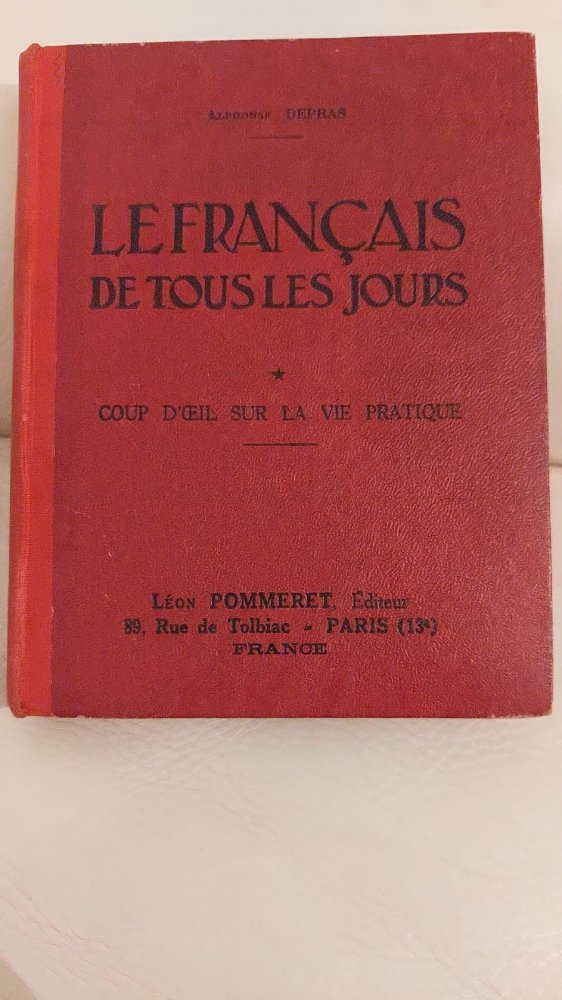 ALPHONSE DEPRAS
LE FRANÇAIS
DE TOUS LES JOURS
★
COUP D'ŒIL SUR LA VIE PRATIQUE
LÉON POMMERET, Éditeur
89, Rue de Tolbiac - PARIS (13ᵉ)
FRANCE